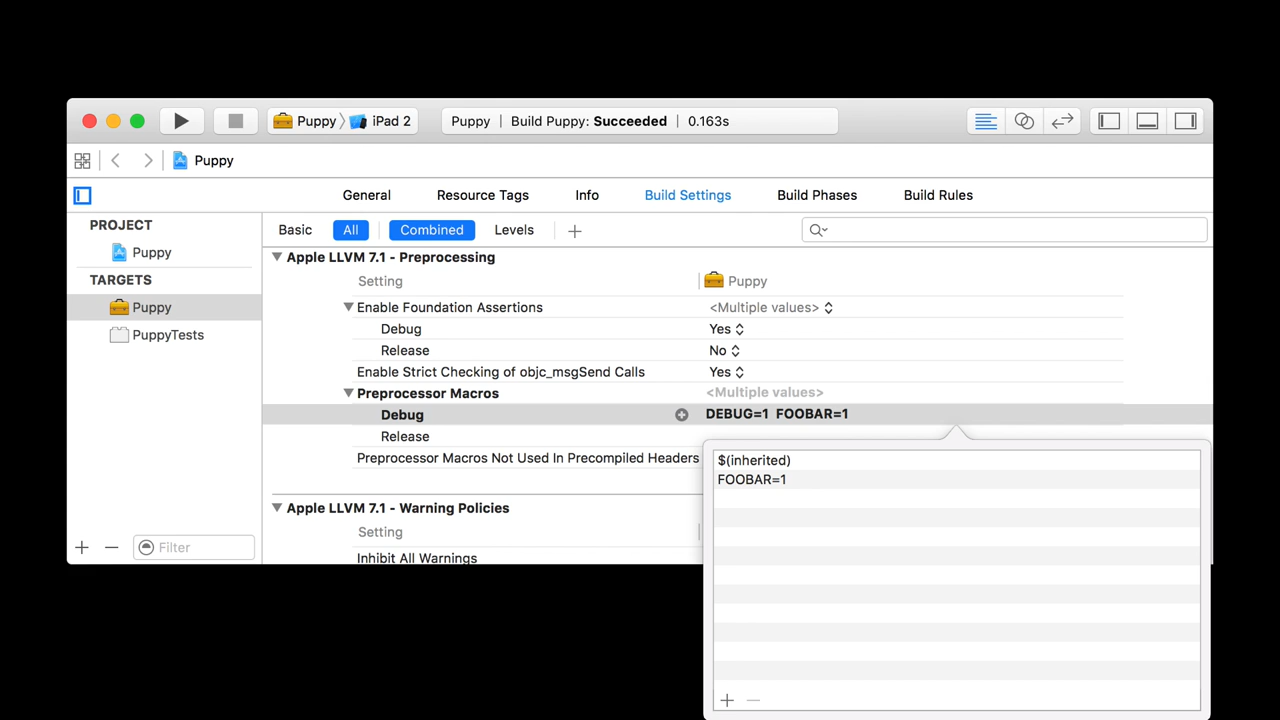 Puppy 〉 iPad 2
Puppy | Build Puppy: Succeeded | 0.163s
Puppy
General Resource Tags Info Build Settings Build Phases Build Rules
PROJECT
Puppy
TARGETS
Puppy
PuppyTests
Filter
Basic All Combined Levels
Apple LLVM 7.1 - Preprocessing
Setting Puppy
Enable Foundation Assertions <Multiple values>
Debug Yes
Release No
Enable Strict Checking of objc_msgSend Calls Yes
Preprocessor Macros <Multiple values>
Debug DEBUG=1 FOOBAR=1
Release
Preprocessor Macros Not Used In Precompiled Headers
Apple LLVM 7.1 - Warning Policies
Setting
Inhibit All Warnings
$(inherited)
FOOBAR=1